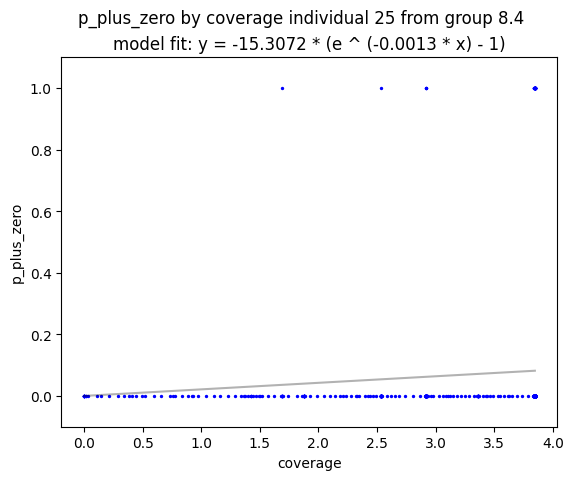 p_plus_zero by coverage individual 25 from group 8.4
model fit: y = -15.3072 * (e ^ (-0.0013 * x) - 1)
1.0
0.8
0.6
0.4
0.2
0.0
p_plus_zero
0.0 0.5 1.0 1.5 2.0 2.5 3.0 3.5 4.0
coverage